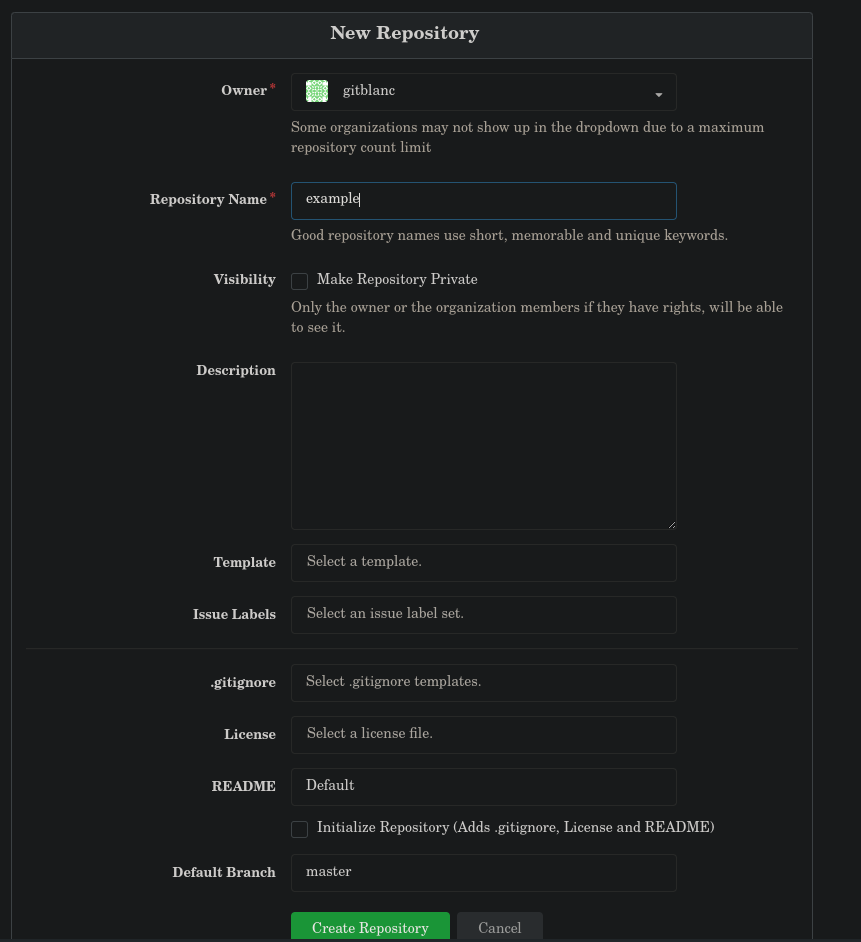 New Repository
Owner*
gitblanc
Some organizations may not show up in the dropdown due to a maximum
repository count limit
Repository Name*
example
Good repository names use short, memorable and unique keywords.
Visibility
Make Repository Private
Only the owner or the organization members if they have rights, will be able
to see it.
Description
Template
Select a template.
Issue Labels
Select an issue label set.
.gitignore
Select .gitignore templates.
License
Select a license file.
README
Default
Initialize Repository (Adds .gitignore, License and README)
Default Branch
master
Create Repository
Cancel